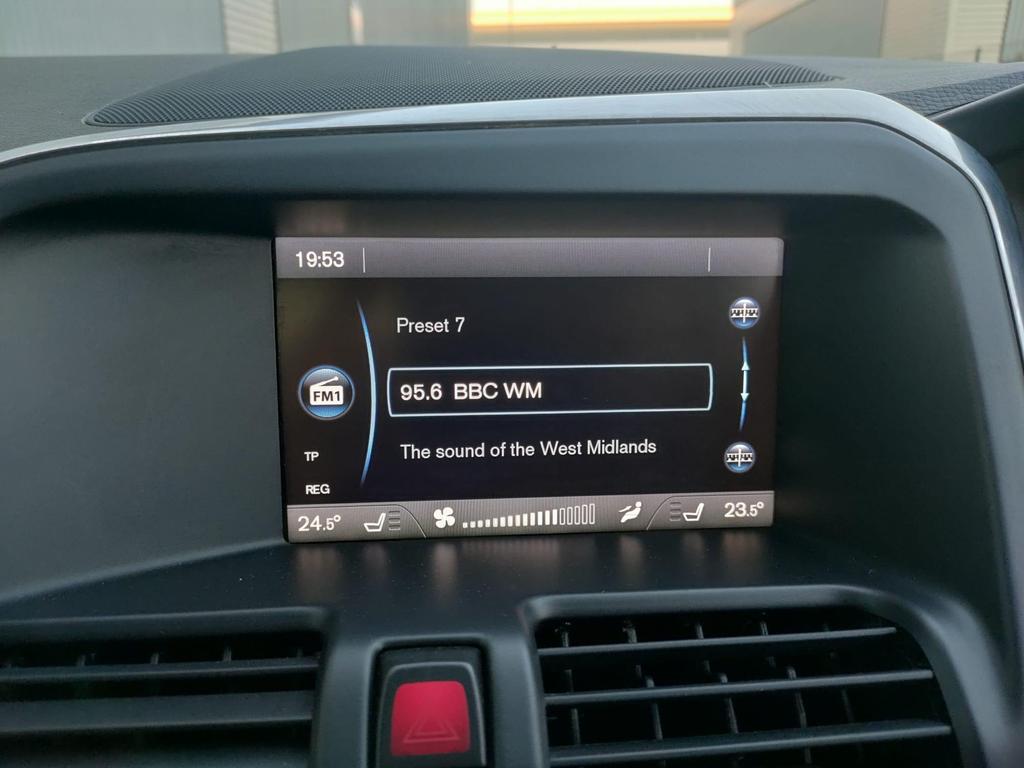 19:53
Preset 7
FM1
95.6 BBC WM
The sound of the West Midlands
TP
REG
24.5°
23.5°